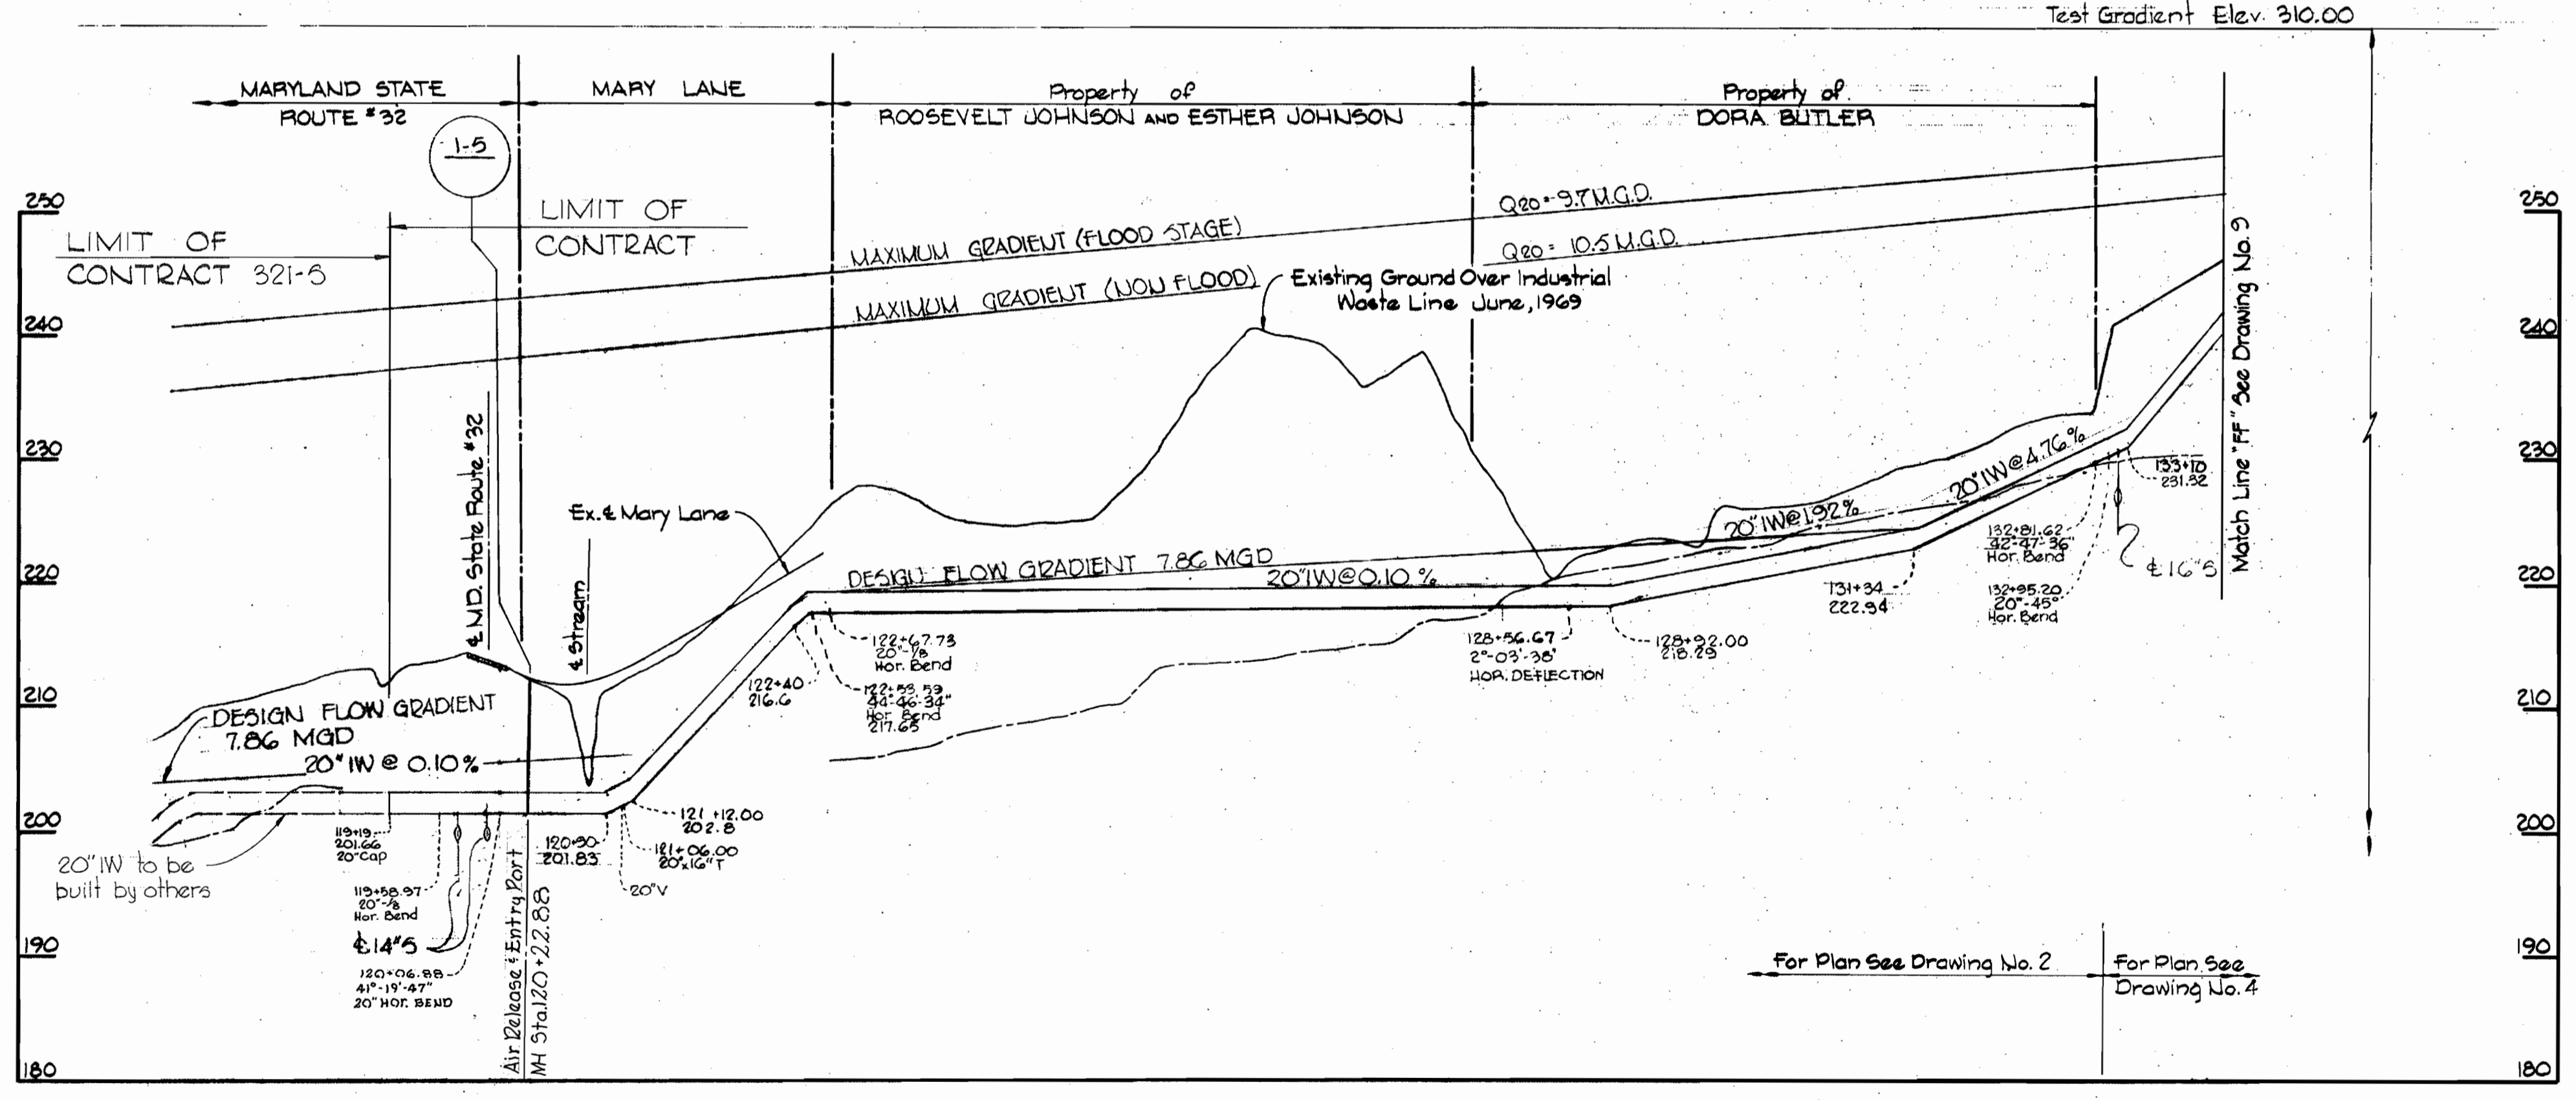 Test Gradient Elev. 310.00
MARYLAND STATE
ROUTE #32
MARY LANE
Property of
ROOSEVELT JOHNSON AND ESTHER JOHNSON
Property of
DORA BUTLER
1-5
250
LIMIT OF
CONTRACT 321-5
LIMIT OF
CONTRACT
MAXIMUM GRADIENT (FLOOD STAGE)
Q20=9.7 M.G.D.
Q20= 10.5 M.G.D.
250
MAXIMUM GRADIENT (NON FLOOD)
Existing Ground Over Industrial
Waste Line June, 1969
240
240
230
230
220
220
210
210
200
200
190
190
180
180
℄ MD. State Route #32
℄ Stream
Ex. ℄ Mary Lane
DESIGN FLOW GRADIENT 7.86 MGD
20"IW@0.10%
20"IW@1.92%
20"IW@4.76%
133+10
231.32
132+81.62
42°-47'-36"
Hor. Bend
132+95.20
20"-45°
Hor. Bend
℄16"S
Match Line "FF" See Drawing No. 9
131+34
222.94
128+92.00
218.29
128+56.67
2°-03'-38"
HOR. DEFLECTION
122+67.73
20"-1/8
Hor. Bend
122+53.59
44°-46'-34"
Hor. Bend
217.65
122+40
216.6
DESIGN FLOW GRADIENT
7.86 MGD
20"IW @ 0.10%
121+12.00
202.8
121+06.00
20"x16"T
20"V
120+90
201.83
119+19
201.66
20"Cap
20"IW to be
built by others
119+58.97
20"-1/8
Hor. Bend
℄14"S
120+06.88
41°-19'-47"
20" HOR. BEND
Air Release & Entry Port
MH Sta.120+22.88
For Plan See Drawing No. 2
For Plan See
Drawing No. 4